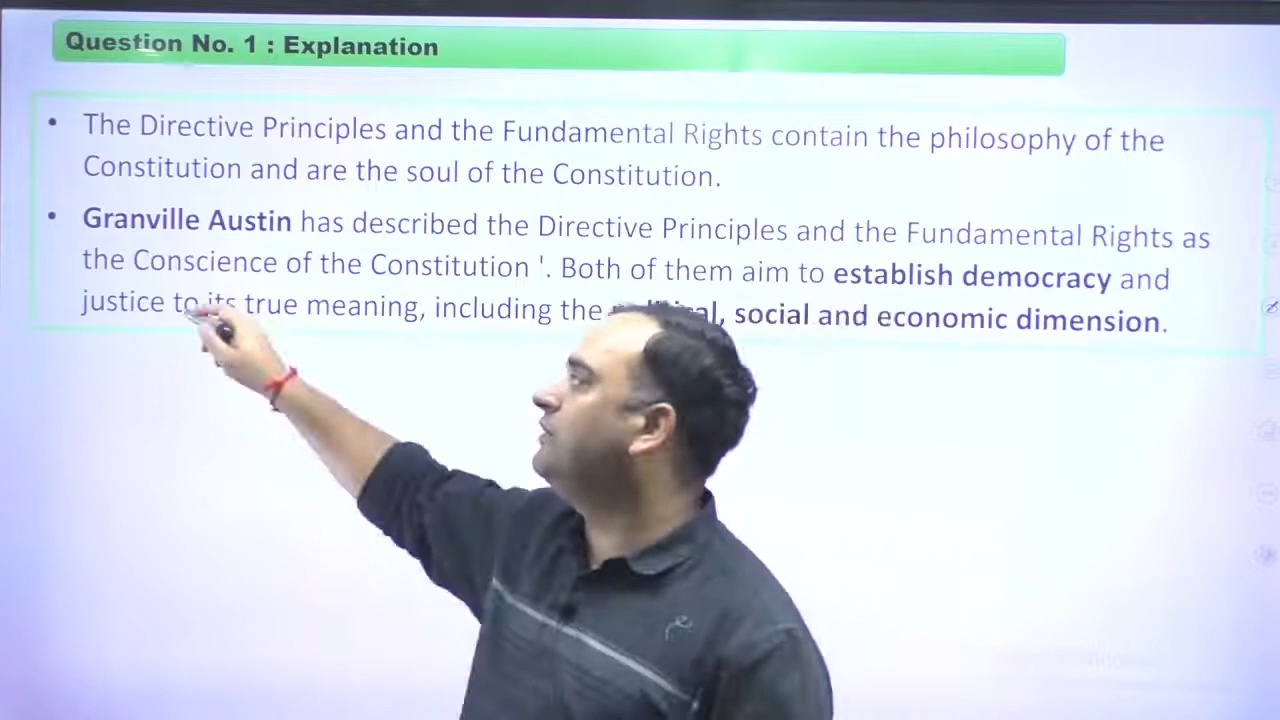 Question No. 1 : Explanation
• The Directive Principles and the Fundamental Rights contain the philosophy of the
Constitution and are the soul of the Constitution.
• Granville Austin has described the Directive Principles and the Fundamental Rights as
the Conscience of the Constitution '. Both of them aim to establish democracy and
justice to its true meaning, including the social and economic dimension.